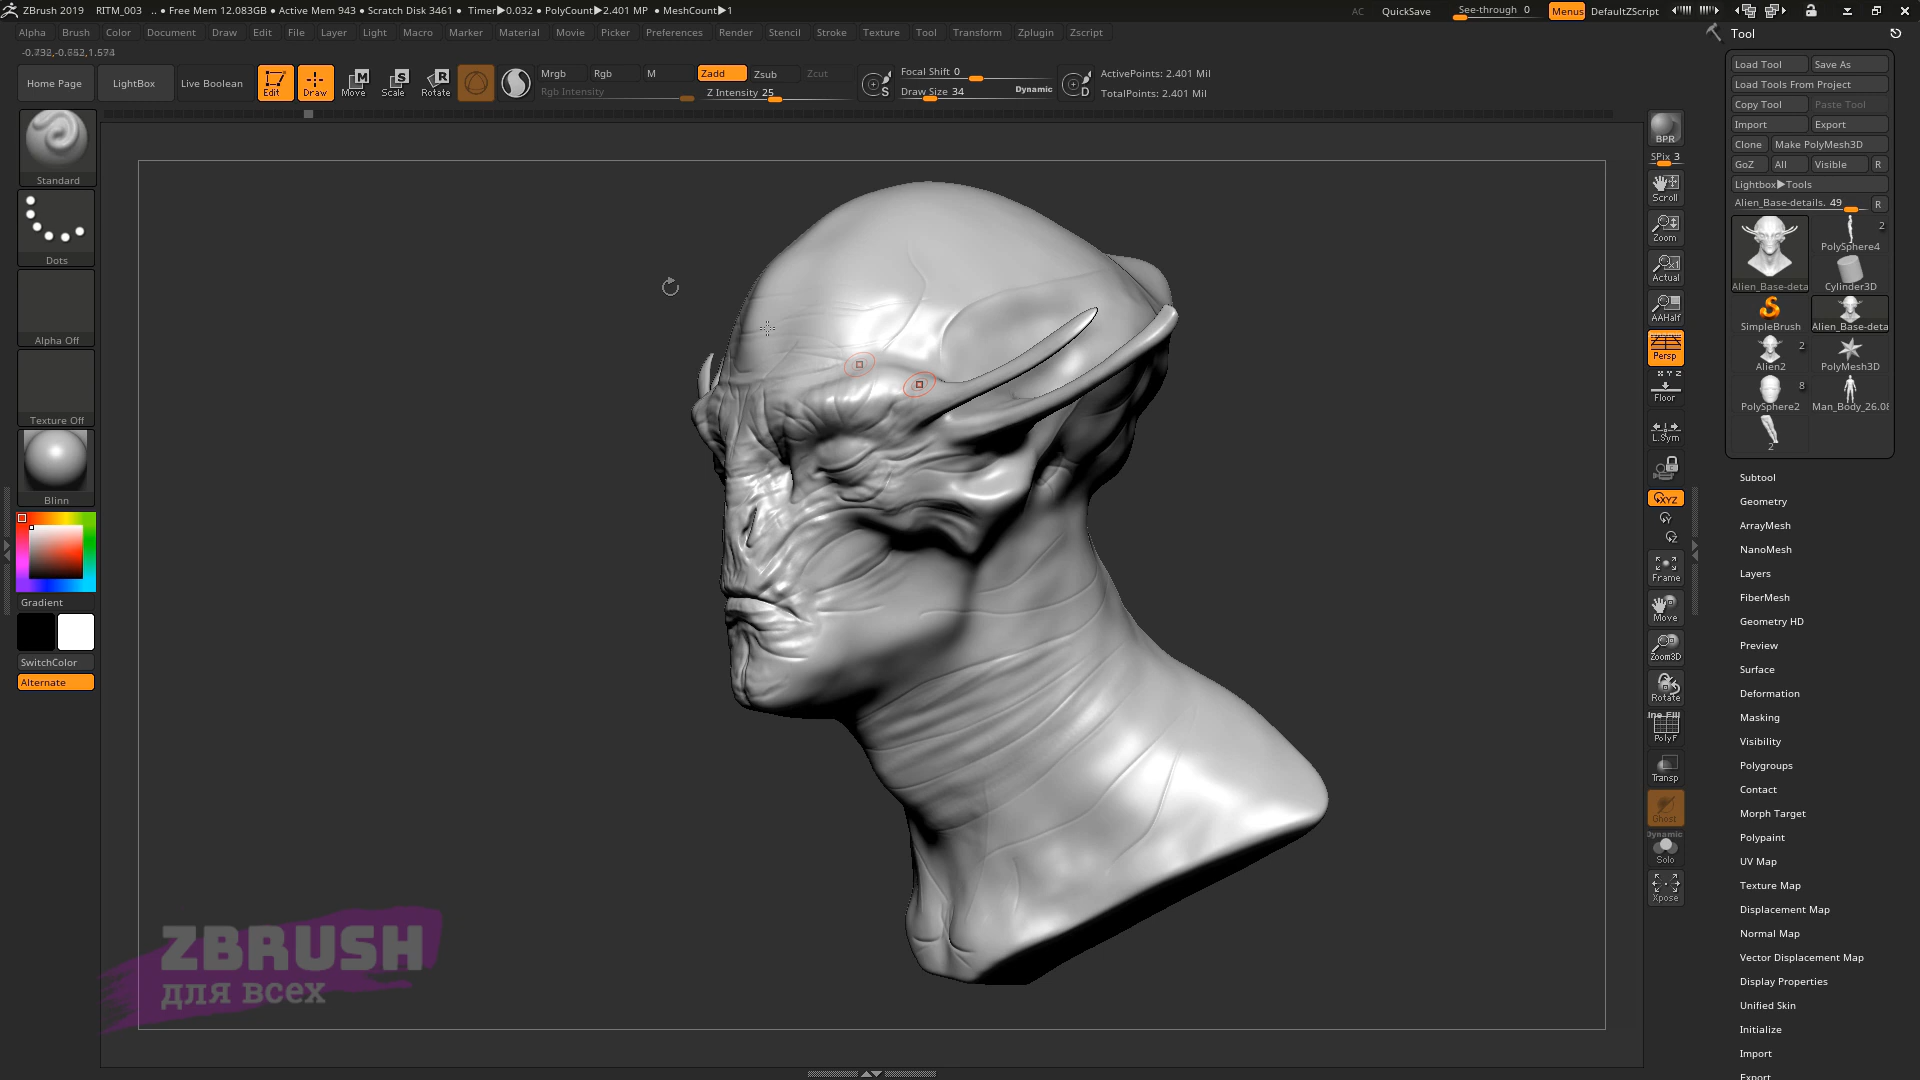 ZBrush 2019 RITM_003 .. ● Free Mem 12.083GB ● Active Mem 943 ● Scratch Disk 3461 ● Timer▶0.032 ● PolyCount▶2.401 MP ● MeshCount▶1 AC QuickSave See-through 0 Menus DefaultZScript
Alpha Brush Color Document Draw Edit File Layer Light Macro Marker Material Movie Picker Preferences Render Stencil Stroke Texture Tool Transform Zplugin Zscript
Tool
Home Page LightBox Live Boolean Edit Draw Move Scale Rotate
Mrgb Rgb M Zadd Zsub Zcut
Rgb Intensity Z Intensity 25
Focal Shift 0
Draw Size 34 Dynamic
ActivePoints: 2.401 Mil
TotalPoints: 2.401 Mil
Standard
Dots
Alpha Off
Texture Off
Blinn
Gradient
SwitchColor
Alternate
ZBRUSH
для всех
BPR
SPix 3
Scroll
Zoom
Actual
AAHalf
Persp
X Y Z
Floor
L.Sym
XYZ
Y
Z
Frame
Move
Zoom3D
Rotate
PolyF
Transp
Ghost
Dynamic
Solo
Xpose
Load Tool Save As
Load Tools From Project
Copy Tool Paste Tool
Import Export
Clone Make PolyMesh3D
GoZ All Visible R
Lightbox▶Tools
Alien_Base-details. 49 R
2
PolySphere4
Alien_Base-deta Cylinder3D
SimpleBrush Alien_Base-deta
2
Alien2 PolyMesh3D
8
PolySphere2 Man_Body_26.08
2
Subtool
Geometry
ArrayMesh
NanoMesh
Layers
FiberMesh
Geometry HD
Preview
Surface
Deformation
Masking
Visibility
Polygroups
Contact
Morph Target
Polypaint
UV Map
Texture Map
Displacement Map
Normal Map
Vector Displacement Map
Display Properties
Unified Skin
Initialize
Import
Export